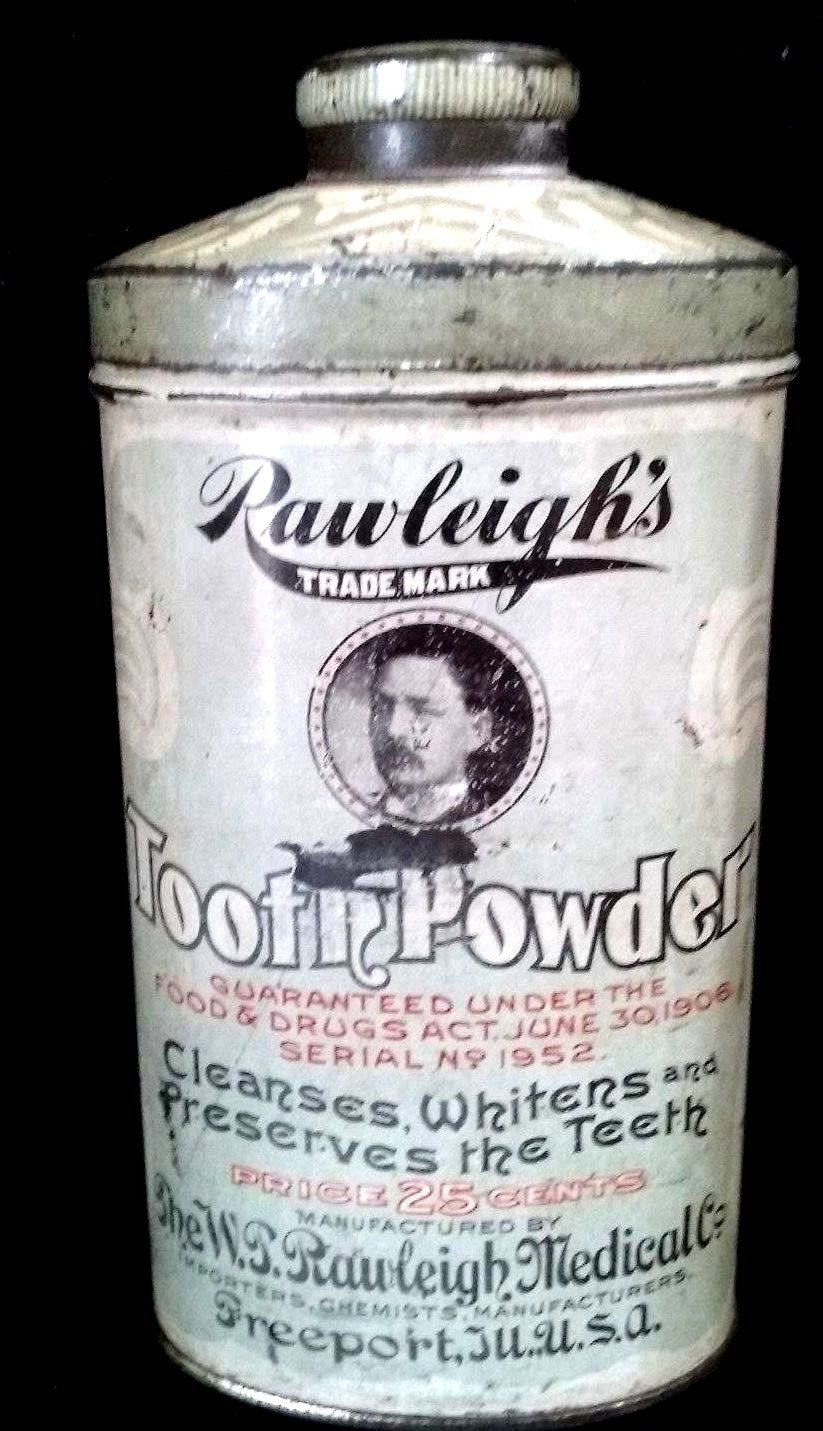 Rawleigh's
TRADE MARK
Tooth Powder
GUARANTEED UNDER THE
FOOD & DRUGS ACT. JUNE 30, 1906
SERIAL No 1952.
Cleanses, Whitens and
Preserves the Teeth
PRICE 25 CENTS
MANUFACTURED BY
The W.T. Rawleigh Medical Co
IMPORTERS, CHEMISTS, MANUFACTURERS.
Freeport, Ill. U.S.A.